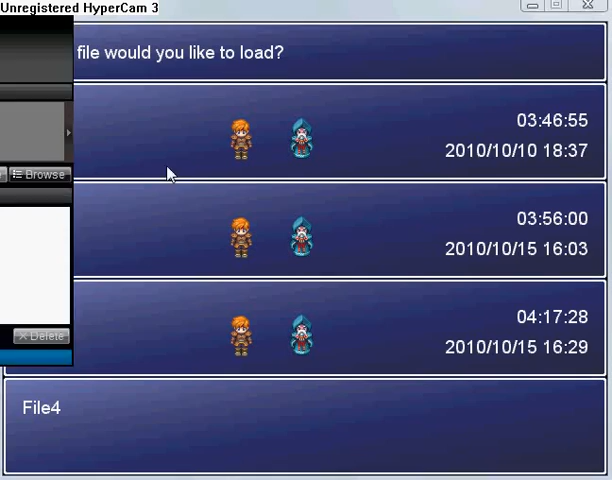 Unregistered HyperCam 3
file would you like to load?
03:46:55
2010/10/10 18:37
Browse
03:56:00
2010/10/15 16:03
04:17:28
Delete
2010/10/15 16:29
File4